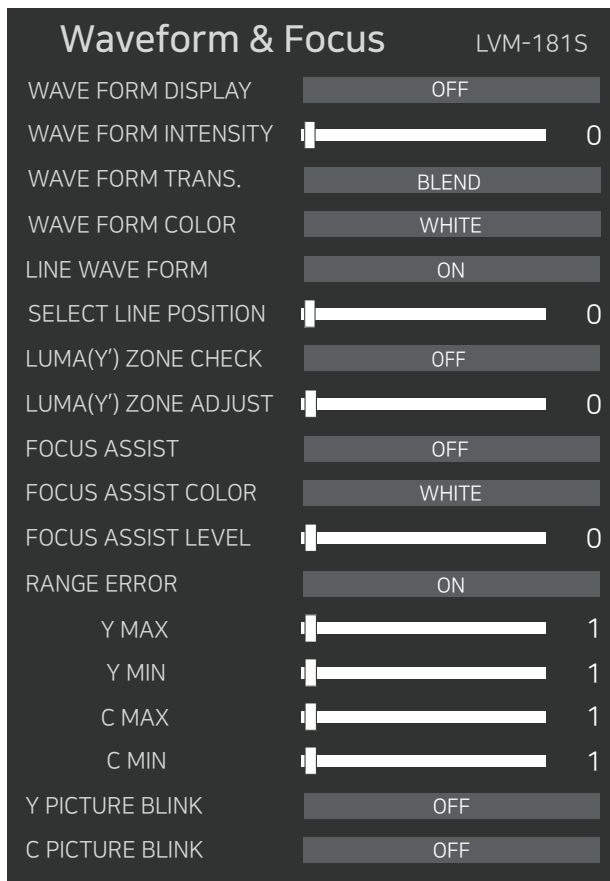 Waveform & Focus LVM-181S
WAVE FORM DISPLAY OFF
WAVE FORM INTENSITY 0
WAVE FORM TRANS. BLEND
WAVE FORM COLOR WHITE
LINE WAVE FORM ON
SELECT LINE POSITION 0
LUMA(Y′) ZONE CHECK OFF
LUMA(Y′) ZONE ADJUST 0
FOCUS ASSIST OFF
FOCUS ASSIST COLOR WHITE
FOCUS ASSIST LEVEL 0
RANGE ERROR ON
Y MAX 1
Y MIN 1
C MAX 1
C MIN 1
Y PICTURE BLINK OFF
C PICTURE BLINK OFF